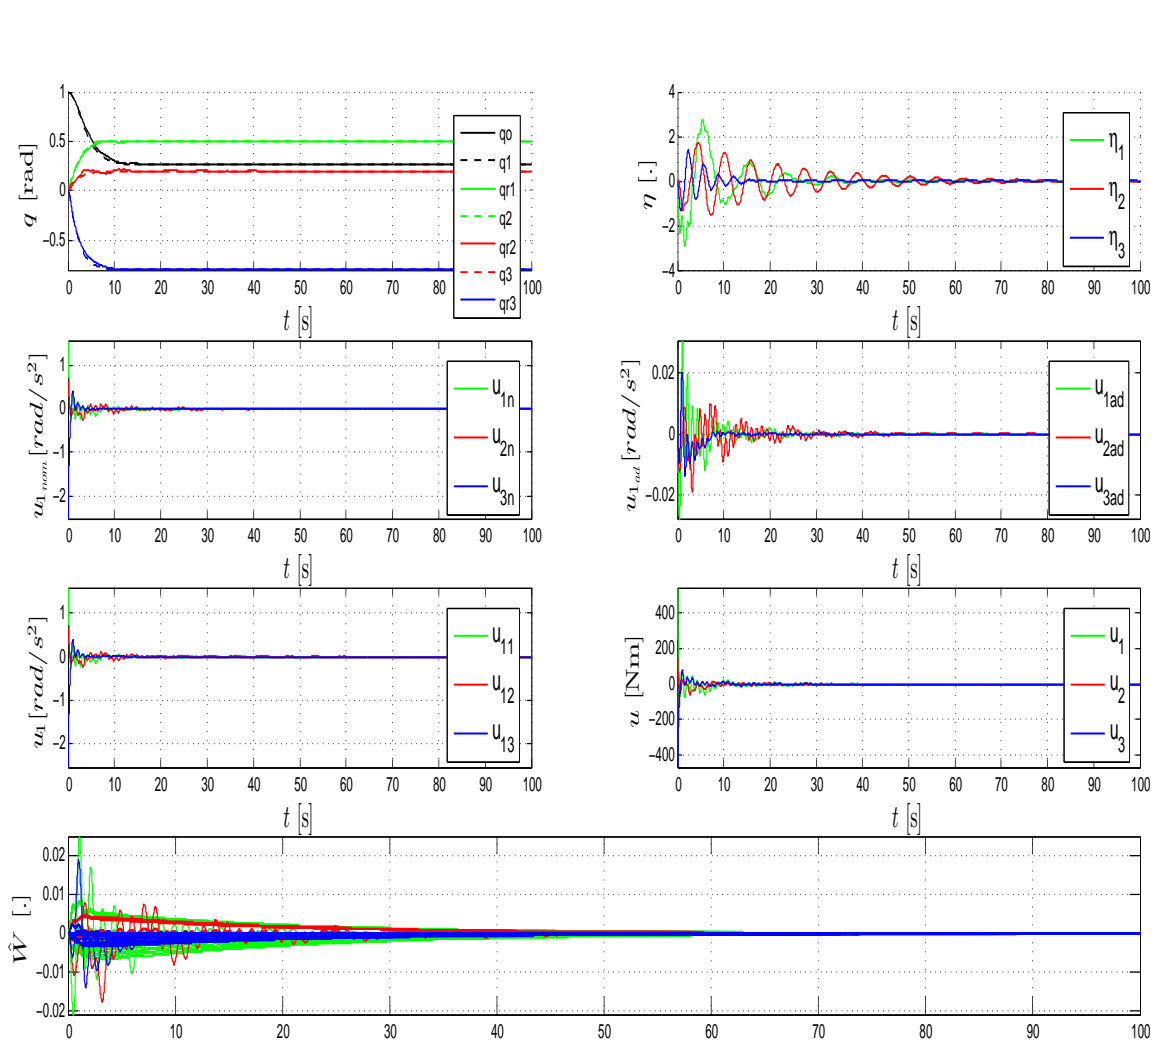 1
0.5
0
−0.5
q [rad]
0 10 20 30 40 50 60 70 80 90 100
t [s]
qo
q1
qr1
q2
qr2
q3
qr3
4
2
0
−2
−4
η [.]
0 10 20 30 40 50 60 70 80 90 100
t [s]
η1
η2
η3
1
0
−1
−2
u1nom [rad/s²]
0 10 20 30 40 50 60 70 80 90 100
t [s]
u1n
u2n
u3n
0.02
0
−0.02
u1ad [rad/s²]
0 10 20 30 40 50 60 70 80 90 100
t [s]
u1ad
u2ad
u3ad
1
0
−1
−2
u1 [rad/s²]
0 10 20 30 40 50 60 70 80 90 100
t [s]
u11
u12
u13
400
200
0
−200
−400
u [Nm]
0 10 20 30 40 50 60 70 80 90 100
t [s]
u1
u2
u3
0.02
0.01
0
−0.01
−0.02
Ŵ [.]
0 10 20 30 40 50 60 70 80 90 100